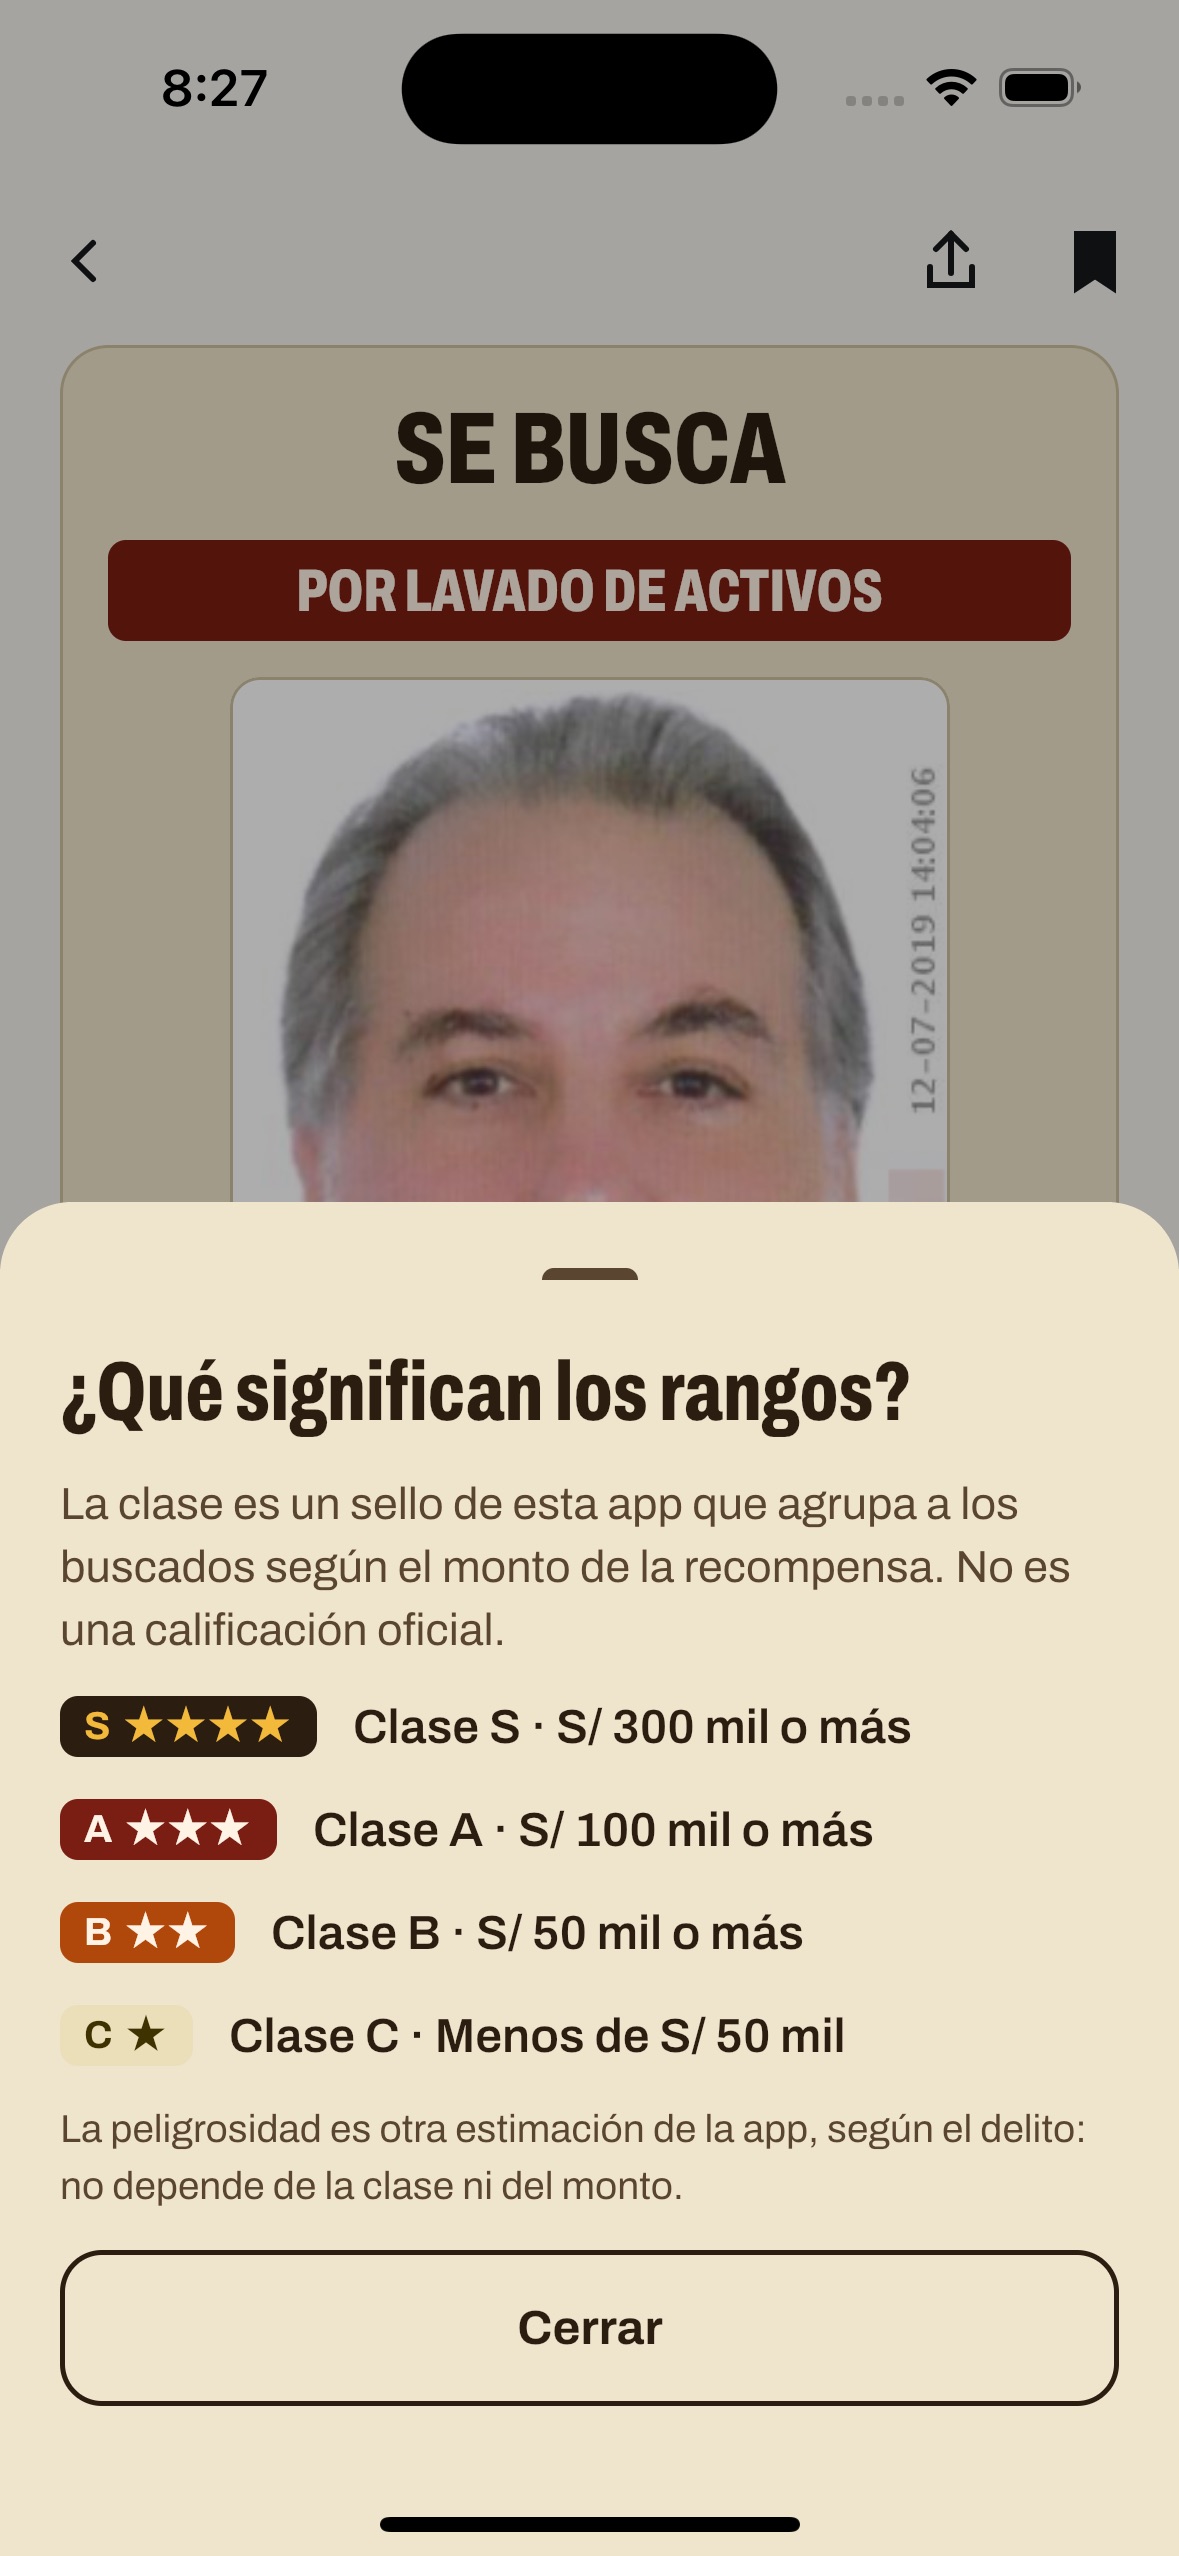 8:27
SE BUSCA
POR LAVADO DE ACTIVOS
12-07-2019 14:04:06
¿Qué significan los rangos?
La clase es un sello de esta app que agrupa a los
buscados según el monto de la recompensa. No es
una calificación oficial.
S ★★★★ Clase S · S/ 300 mil o más
A ★★★ Clase A · S/ 100 mil o más
B ★★ Clase B · S/ 50 mil o más
C ★ Clase C · Menos de S/ 50 mil
La peligrosidad es otra estimación de la app, según el delito:
no depende de la clase ni del monto.
Cerrar